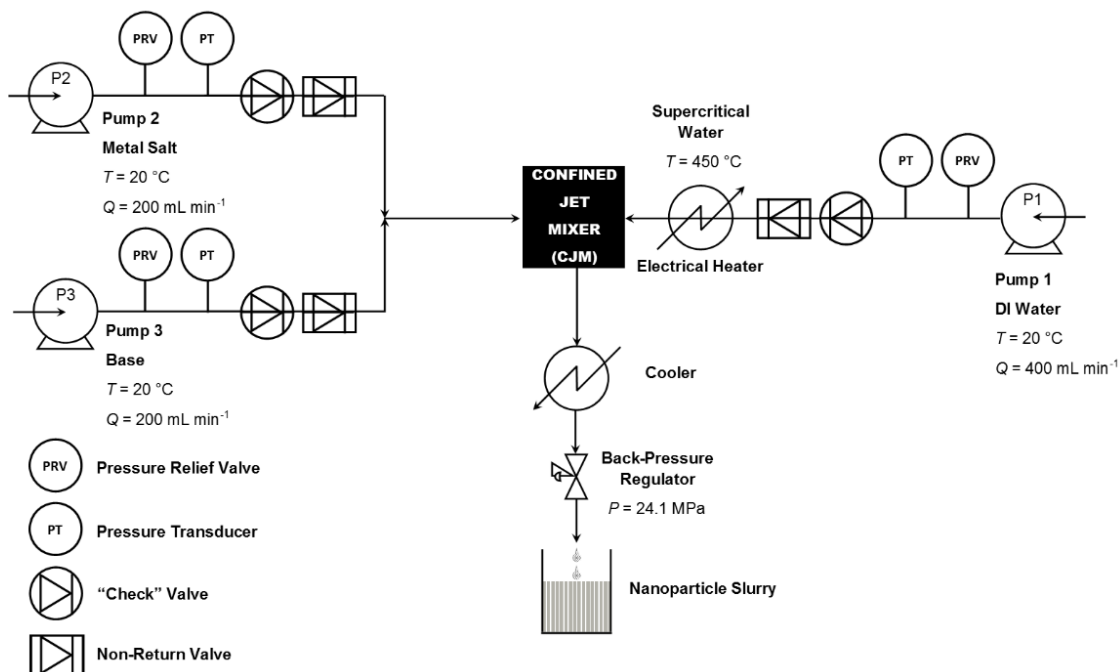 PRV
PT
P2
Pump 2
Metal Salt
T = 20 °C
Q = 200 mL min-1
PRV
PT
P3
Pump 3
Base
T = 20 °C
Q = 200 mL min-1
CONFINED
JET
MIXER
(CJM)
Supercritical
Water
T = 450 °C
Electrical Heater
PT
PRV
P1
Pump 1
DI Water
T = 20 °C
Q = 400 mL min-1
Cooler
Back-Pressure
Regulator
P = 24.1 MPa
Nanoparticle Slurry
PRV
Pressure Relief Valve
PT
Pressure Transducer
“Check” Valve
Non-Return Valve